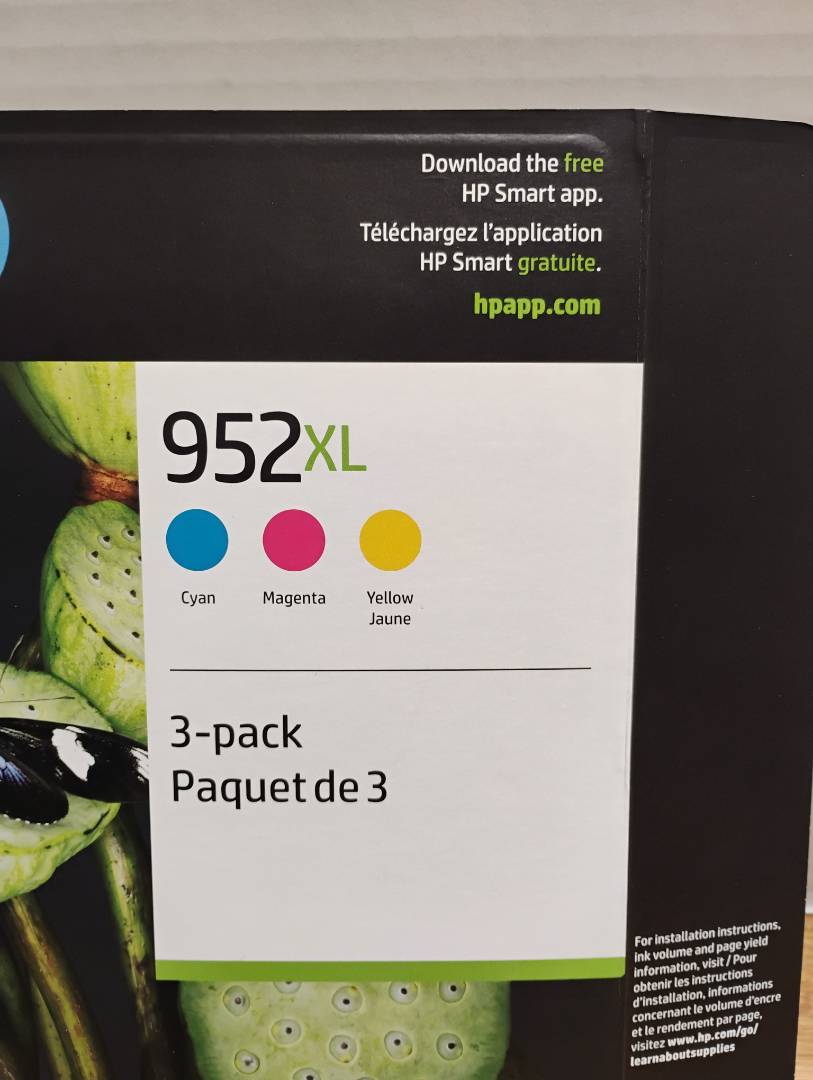 Download the free
HP Smart app.
Téléchargez l'application
HP Smart gratuite.
hpapp.com
952XL
Cyan
Magenta
Yellow
Jaune
3-pack
Paquet de 3
For installation instructions,
ink volume and page yield
information, visit / Pour
obtenir les instructions
d'installation, informations
concernant le volume d'encre
et le rendement par page,
visitez www.hp.com/go/
learnaboutsupplies